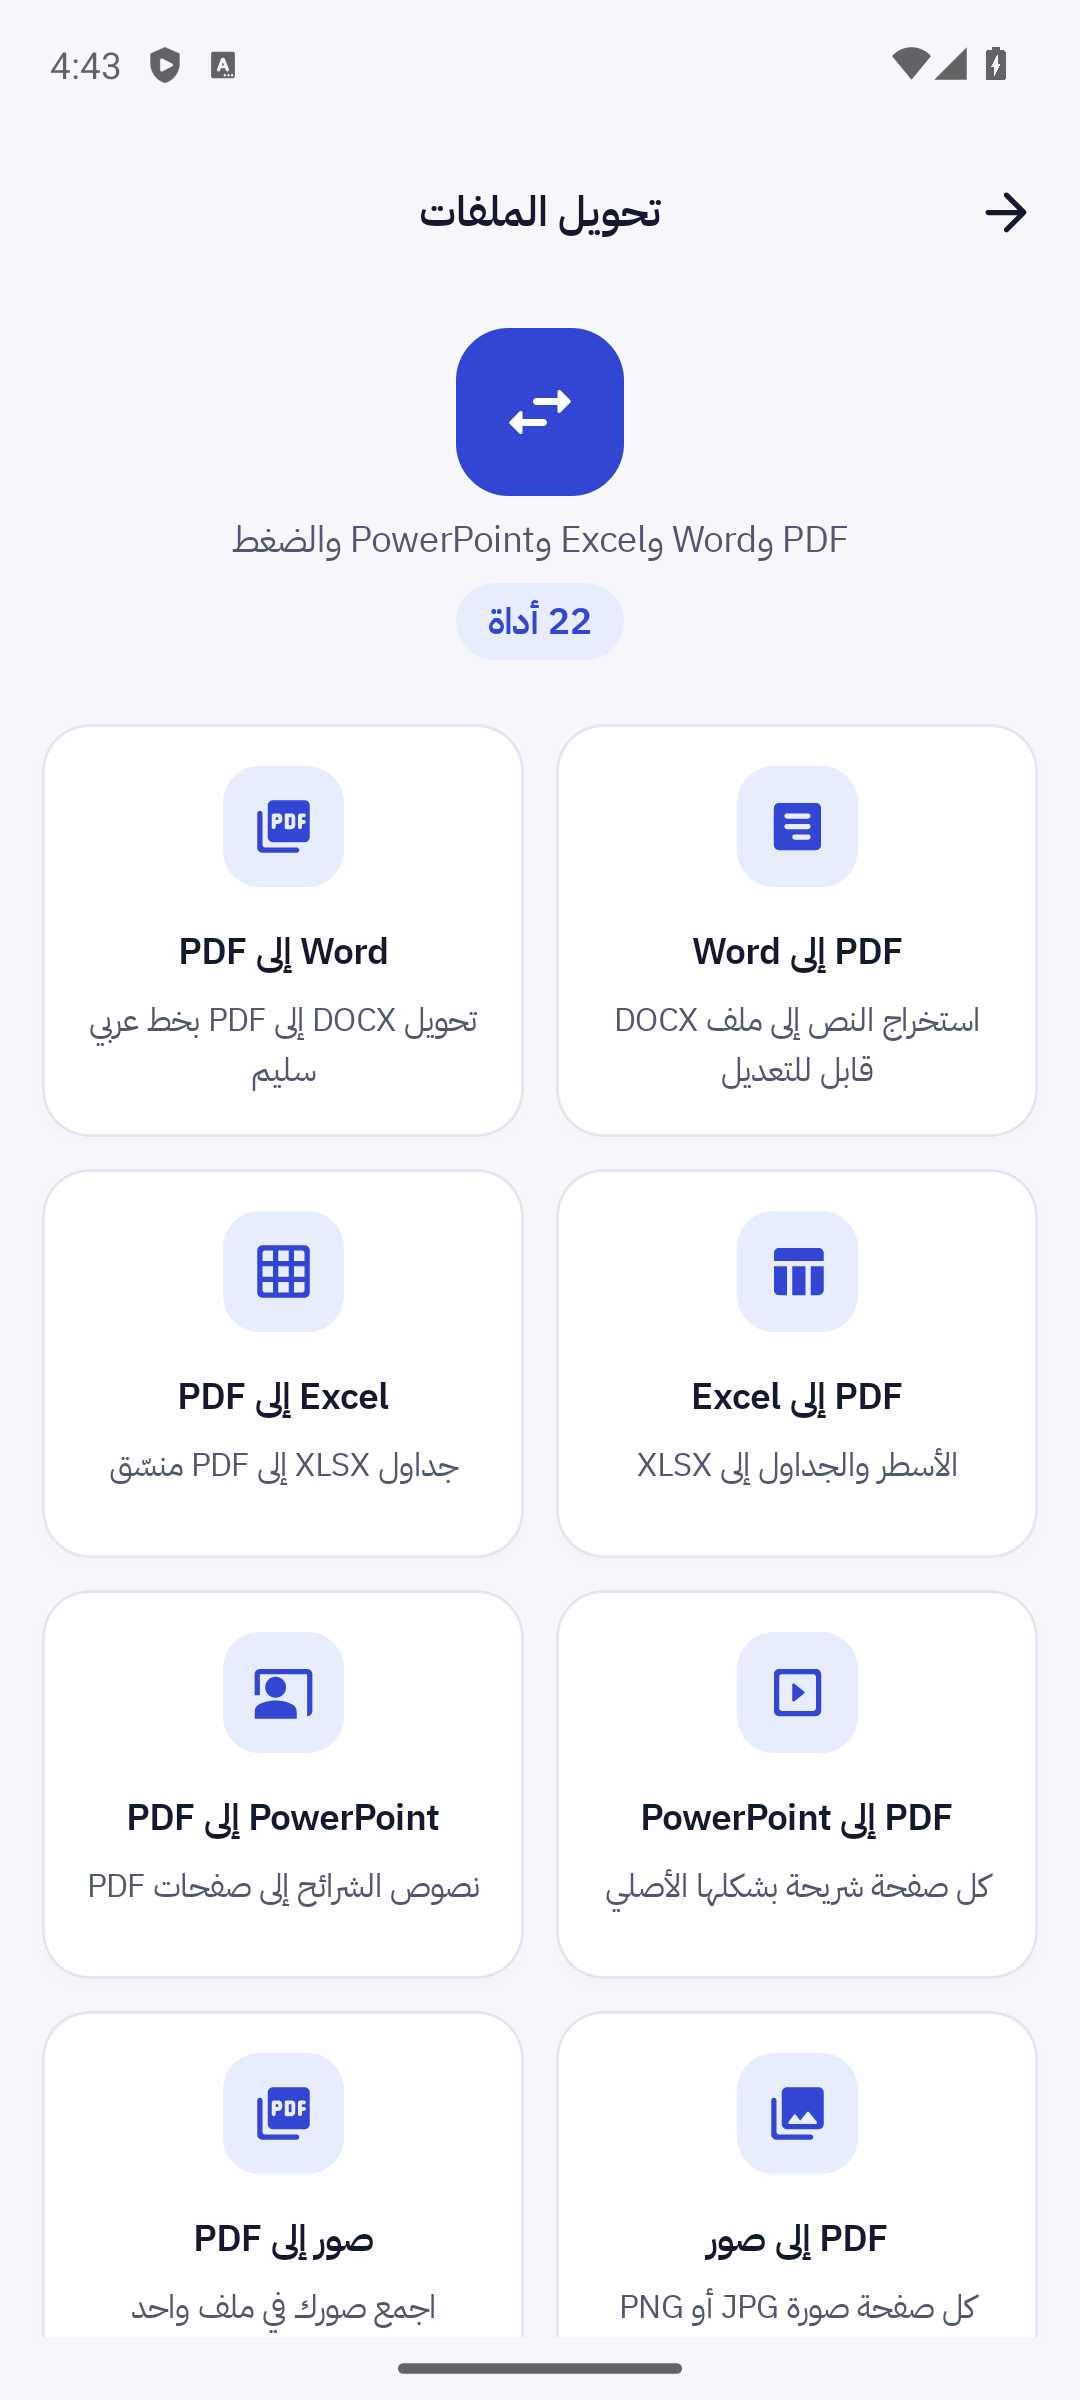 4:43
تحويل الملفات
PDF وWord وExcel وPowerPoint والضغط
22 أداة
PDF إلى Word
استخراج النص إلى ملف DOCX
قابل للتعديل
Word إلى PDF
تحويل DOCX إلى PDF بخط عربي
سليم
PDF إلى Excel
الأسطر والجداول إلى XLSX
Excel إلى PDF
جداول XLSX إلى PDF منسّق
PDF إلى PowerPoint
كل صفحة شريحة بشكلها الأصلي
PowerPoint إلى PDF
نصوص الشرائح إلى صفحات PDF
PDF إلى صور
كل صفحة صورة JPG أو PNG
PDF
صور إلى PDF
اجمع صورك في ملف واحد